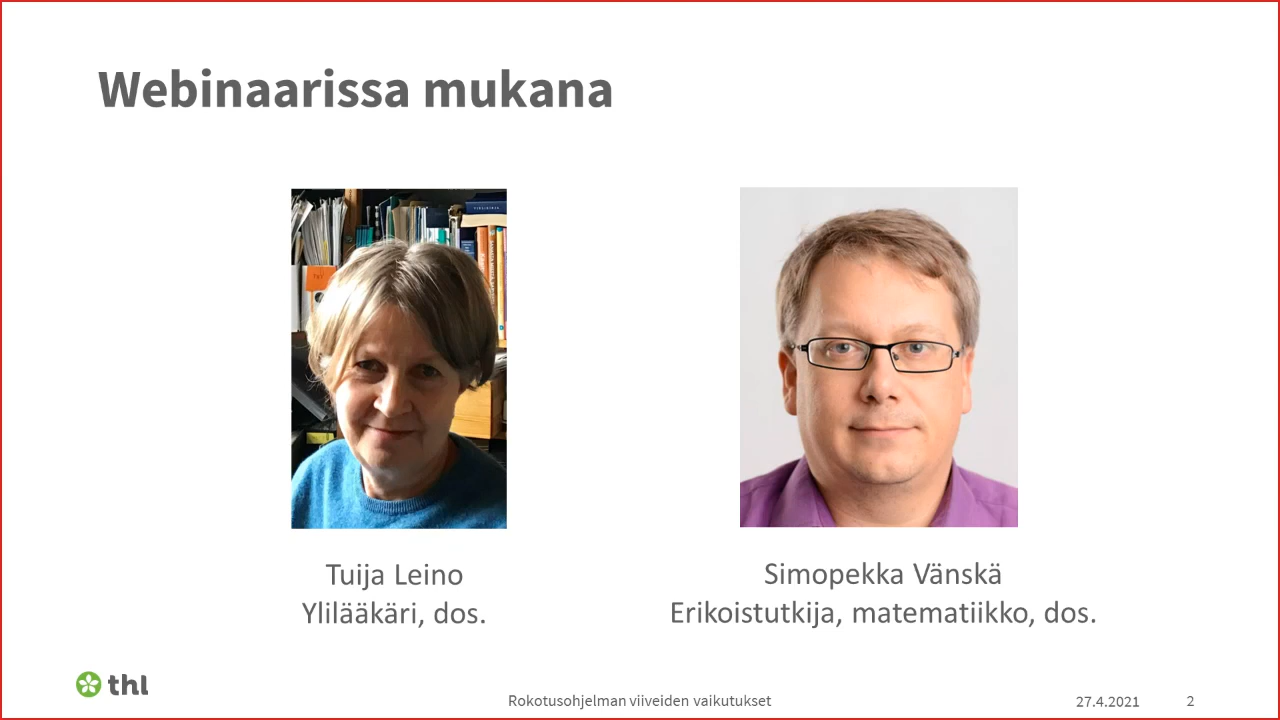 Webinaarissa mukana
Tuija Leino
Ylilääkäri, dos.
Simopekka Vänskä
Erikoistutkija, matematiikko, dos.
thl
Rokotusohjelman viiveiden vaikutukset
27.4.2021
2